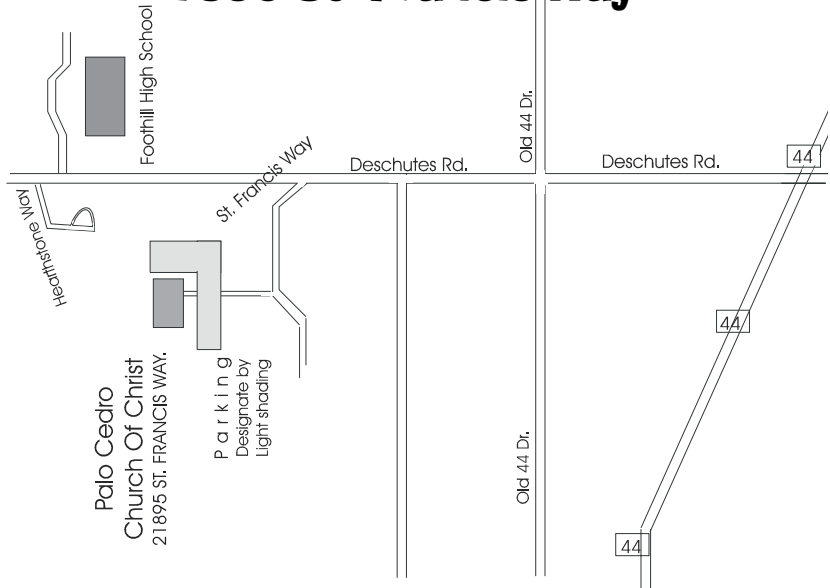 Foothill High School
St. Francis Way
Deschutes Rd.
Old 44 Dr.
Deschutes Rd.
44
Hearthstone Way
44
Palo Cedro
Church Of Christ
21895 ST. FRANCIS WAY.
Parking
Designate by
Light shading
Old 44 Dr.
44